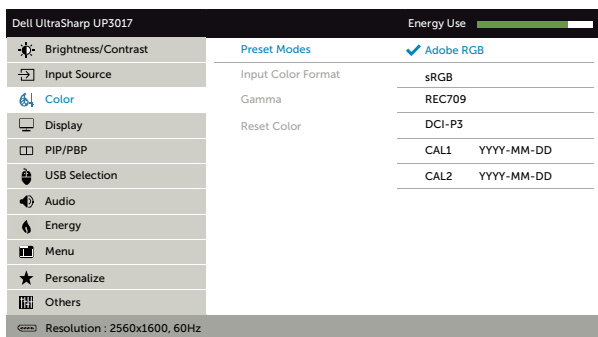 Dell UltraSharp UP3017 Energy Use
Brightness/Contrast Preset Modes Adobe RGB
Input Source Input Color Format sRGB
Color Gamma REC709
Display Reset Color DCI-P3
PIP/PBP CAL1 YYYY-MM-DD
USB Selection CAL2 YYYY-MM-DD
Audio
Energy
Menu
Personalize
Others
Resolution : 2560x1600, 60Hz